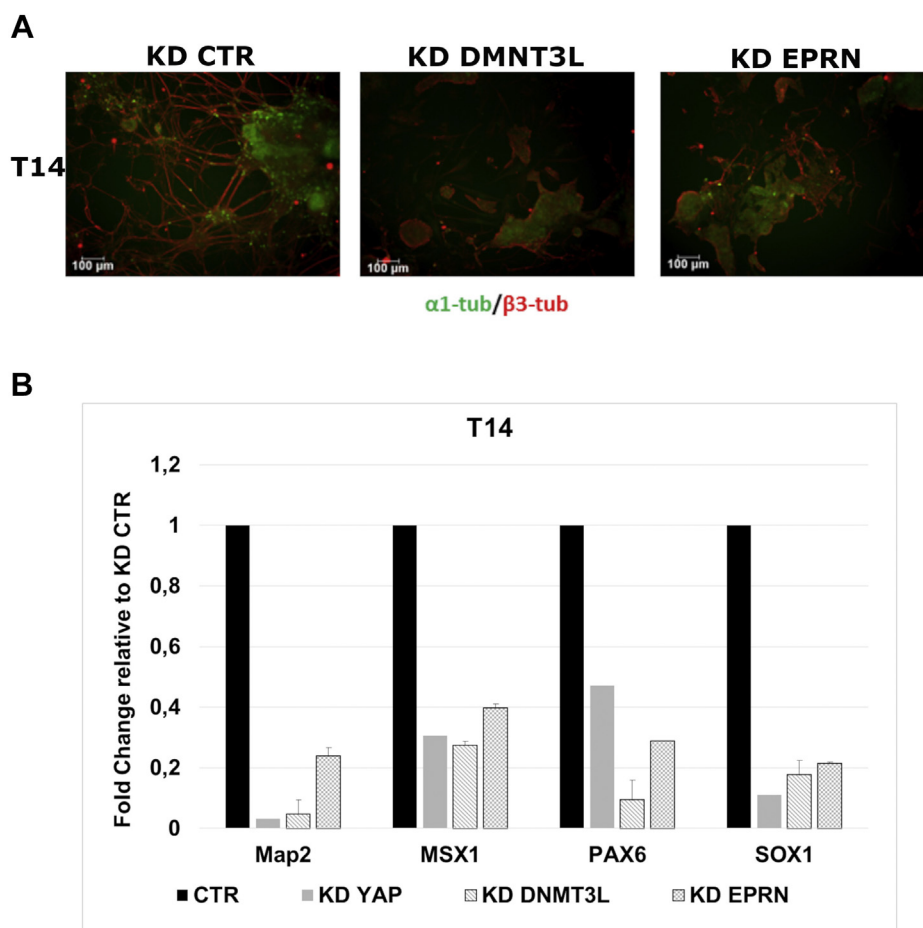 A
KD CTR
KD DMNT3L
KD EPRN
T14
100 µm
100 µm
100 µm
α1-tub/β3-tub
B
T14
Fold Change relative to KD CTR
1,2
1
0,8
0,6
0,4
0,2
0
Map2
MSX1
PAX6
SOX1
CTR
KD YAP
KD DNMT3L
KD EPRN